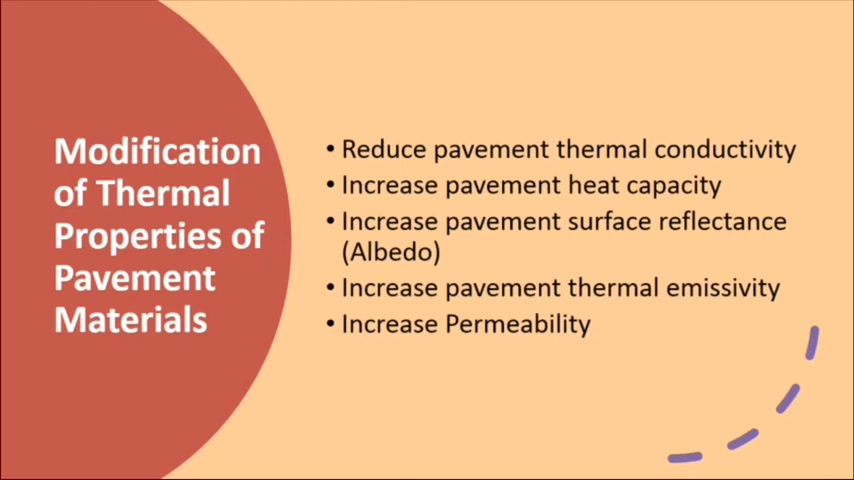 Modification
of Thermal
Properties of
Pavement
Materials
• Reduce pavement thermal conductivity
• Increase pavement heat capacity
• Increase pavement surface reflectance
(Albedo)
• Increase pavement thermal emissivity
• Increase Permeability